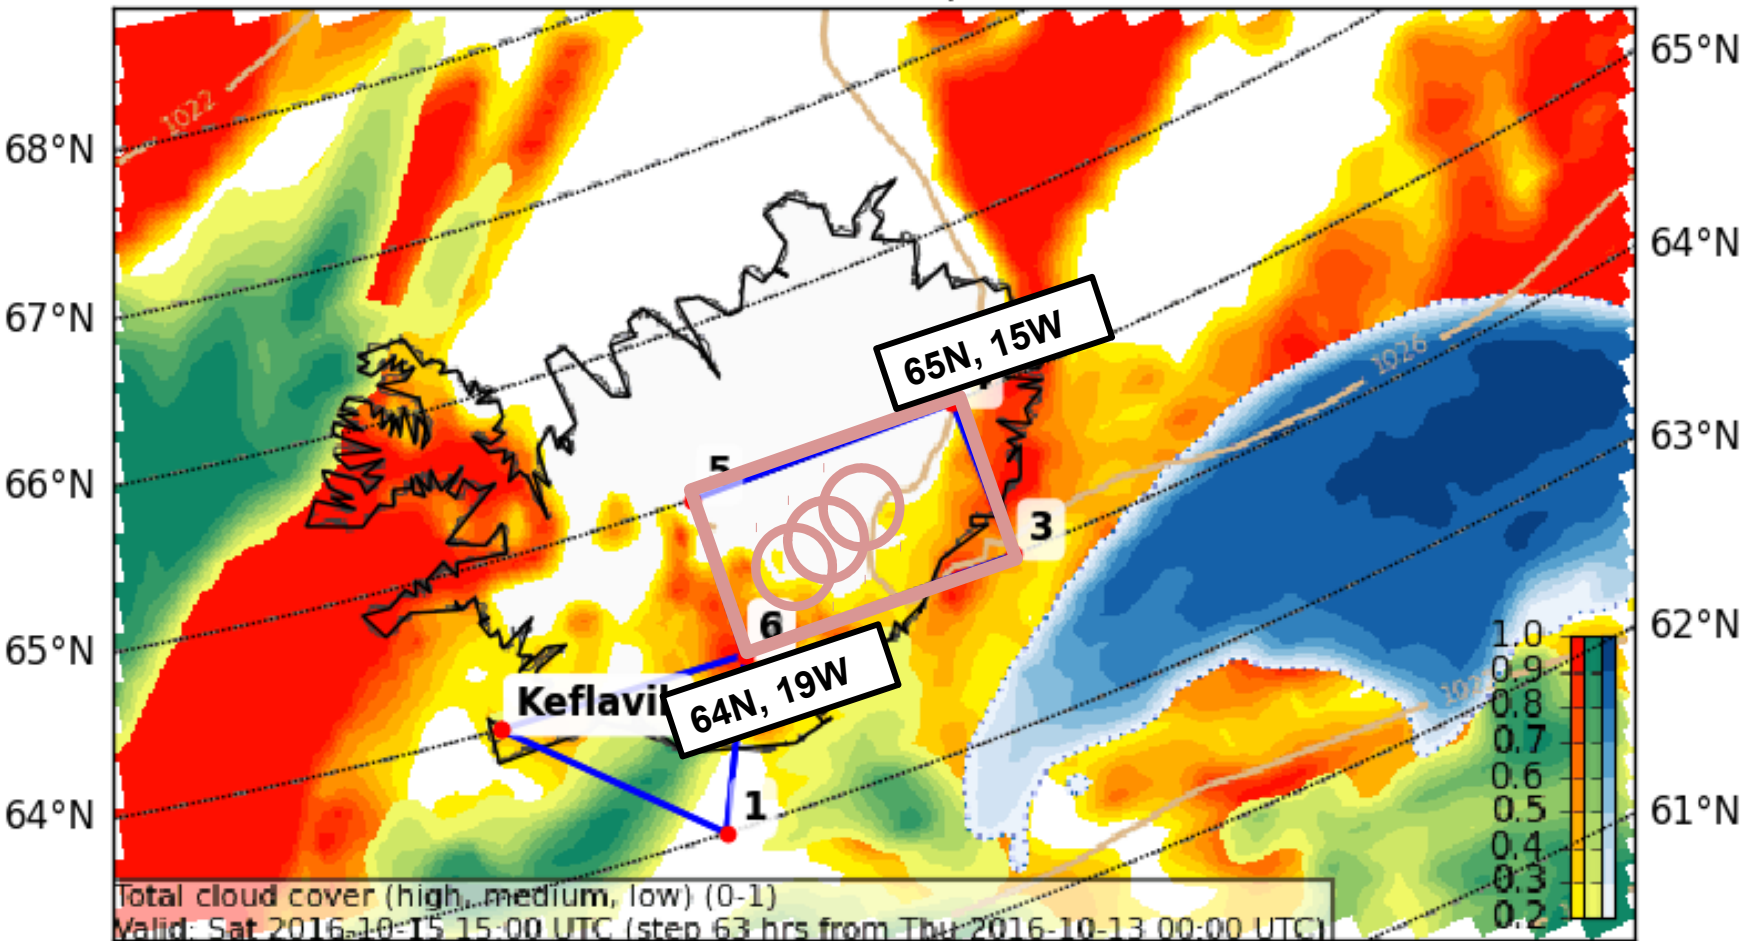 65°N
1022
68°N
64°N
67°N
65N, 15W
1026
5
63°N
66°N
3
6
62°N
65°N
Keflavik
64N, 19W
1.0
0.9
0.8
0.7
0.6
0.5
0.4
0.3
0.2
1
64°N
61°N
Total cloud cover (high, medium, low) (0-1)
Valid: Sat 2016-10-15 15:00 UTC (step 63 hrs from Thu 2016-10-13 00:00 UTC)